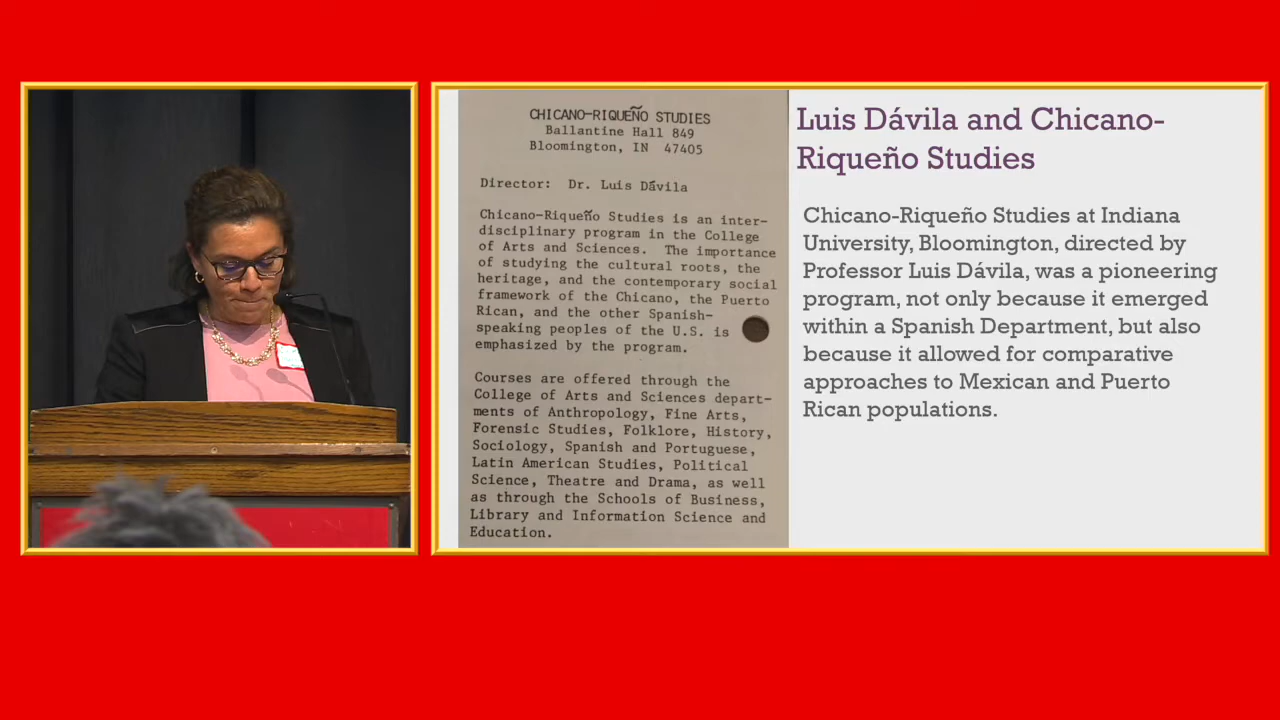 CHICANO-RIQUEÑO STUDIES
Ballantine Hall 849
Bloomington, IN 47405
Director: Dr. Luis Dávila
Chicano-Riqueño Studies is an inter-
disciplinary program in the College
of Arts and Sciences. The importance
of studying the cultural roots, the
heritage, and the contemporary social
framework of the Chicano, the Puerto
Rican, and the other Spanish-
speaking peoples of the U.S. is
emphasized by the program.
Courses are offered through the
College of Arts and Sciences depart-
ments of Anthropology, Fine Arts,
Forensic Studies, Folklore, History,
Sociology, Spanish and Portuguese,
Latin American Studies, Political
Science, Theatre and Drama, as well
as through the Schools of Business,
Library and Information Science and
Education.
Luis Dávila and Chicano-
Riqueño Studies
Chicano-Riqueño Studies at Indiana
University, Bloomington, directed by
Professor Luis Dávila, was a pioneering
program, not only because it emerged
within a Spanish Department, but also
because it allowed for comparative
approaches to Mexican and Puerto
Rican populations.